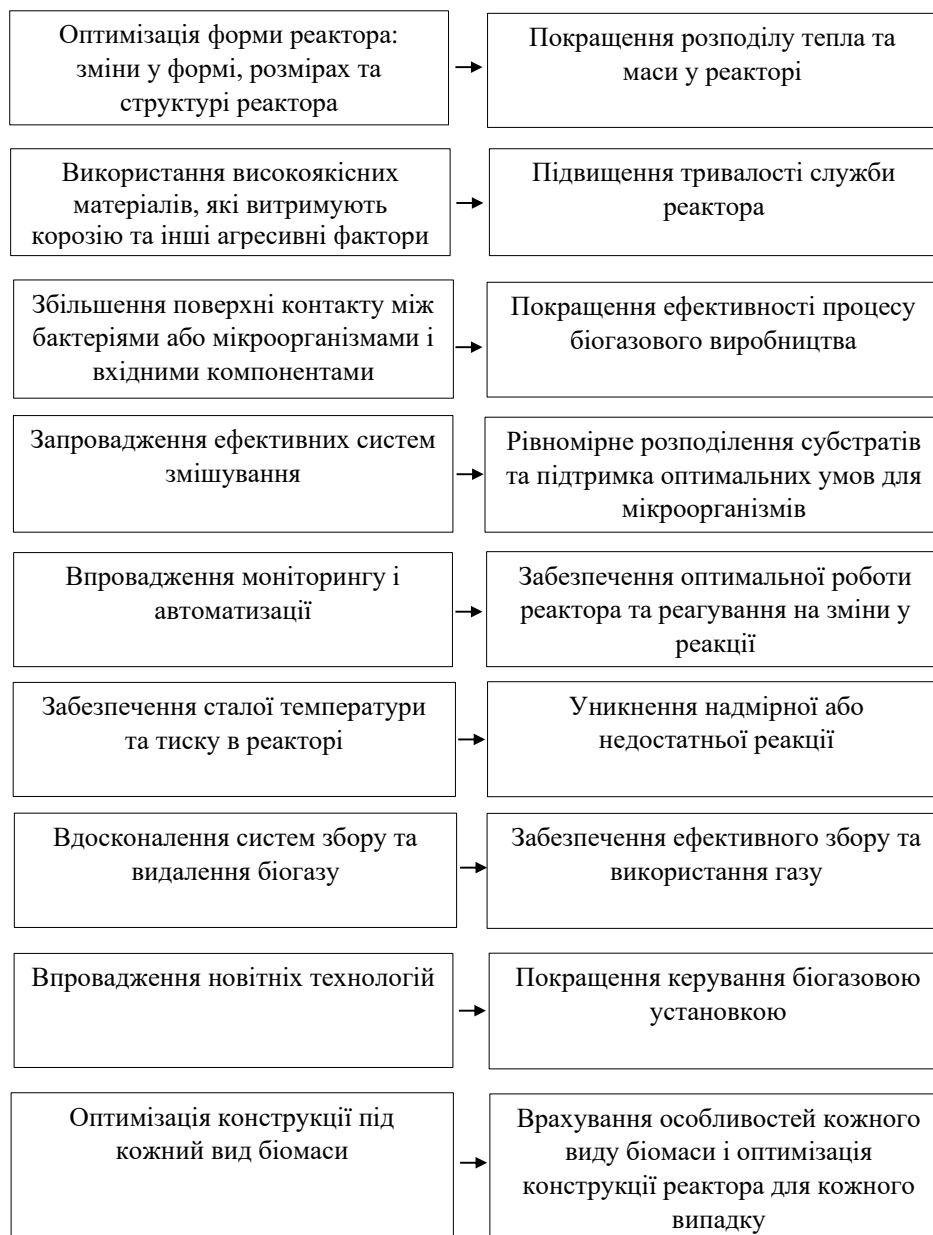 Оптимізація форми реактора:
зміни у формі, розмірах та
структурі реактора
Покращення розподілу тепла та
маси у реакторі
Використання високоякісних
матеріалів, які витримують
корозію та інші агресивні фактори
Підвищення тривалості служби
реактора
Збільшення поверхні контакту між
бактеріями або мікроорганізмами і
вхідними компонентами
Покращення ефективності процесу
біогазового виробництва
Запровадження ефективних систем
змішування
Рівномірне розподілення субстратів
та підтримка оптимальних умов для
мікроорганізмів
Впровадження моніторингу і
автоматизації
Забезпечення оптимальної роботи
реактора та реагування на зміни у
реакції
Забезпечення сталої температури
та тиску в реакторі
Уникнення надмірної або
недостатньої реакції
Вдосконалення систем збору та
видалення біогазу
Забезпечення ефективного збору та
використання газу
Впровадження новітніх технологій
Покращення керування біогазовою
установкою
Оптимізація конструкції під
кожний вид біомаси
Врахування особливостей кожного
виду біомаси і оптимізація
конструкції реактора для кожного
випадку